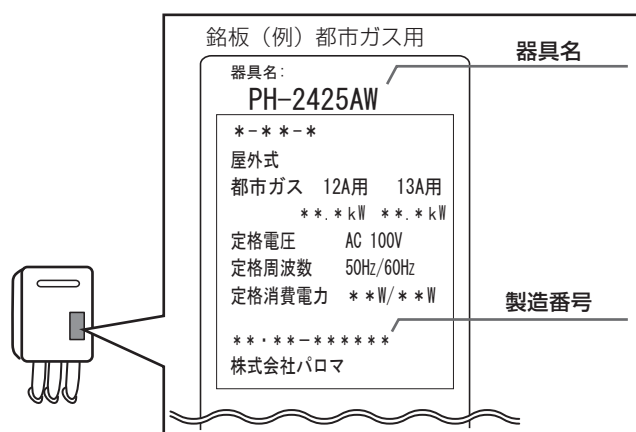 銘板（例）都市ガス用
器具名
器具名:
PH-2425AW
*-**-*
屋外式
都市ガス 12A用 13A用
**.*kW **.*kW
定格電圧 AC 100V
定格周波数 50Hz/60Hz
定格消費電力 **W/**W
製造番号
**.**-******
株式会社パロマ